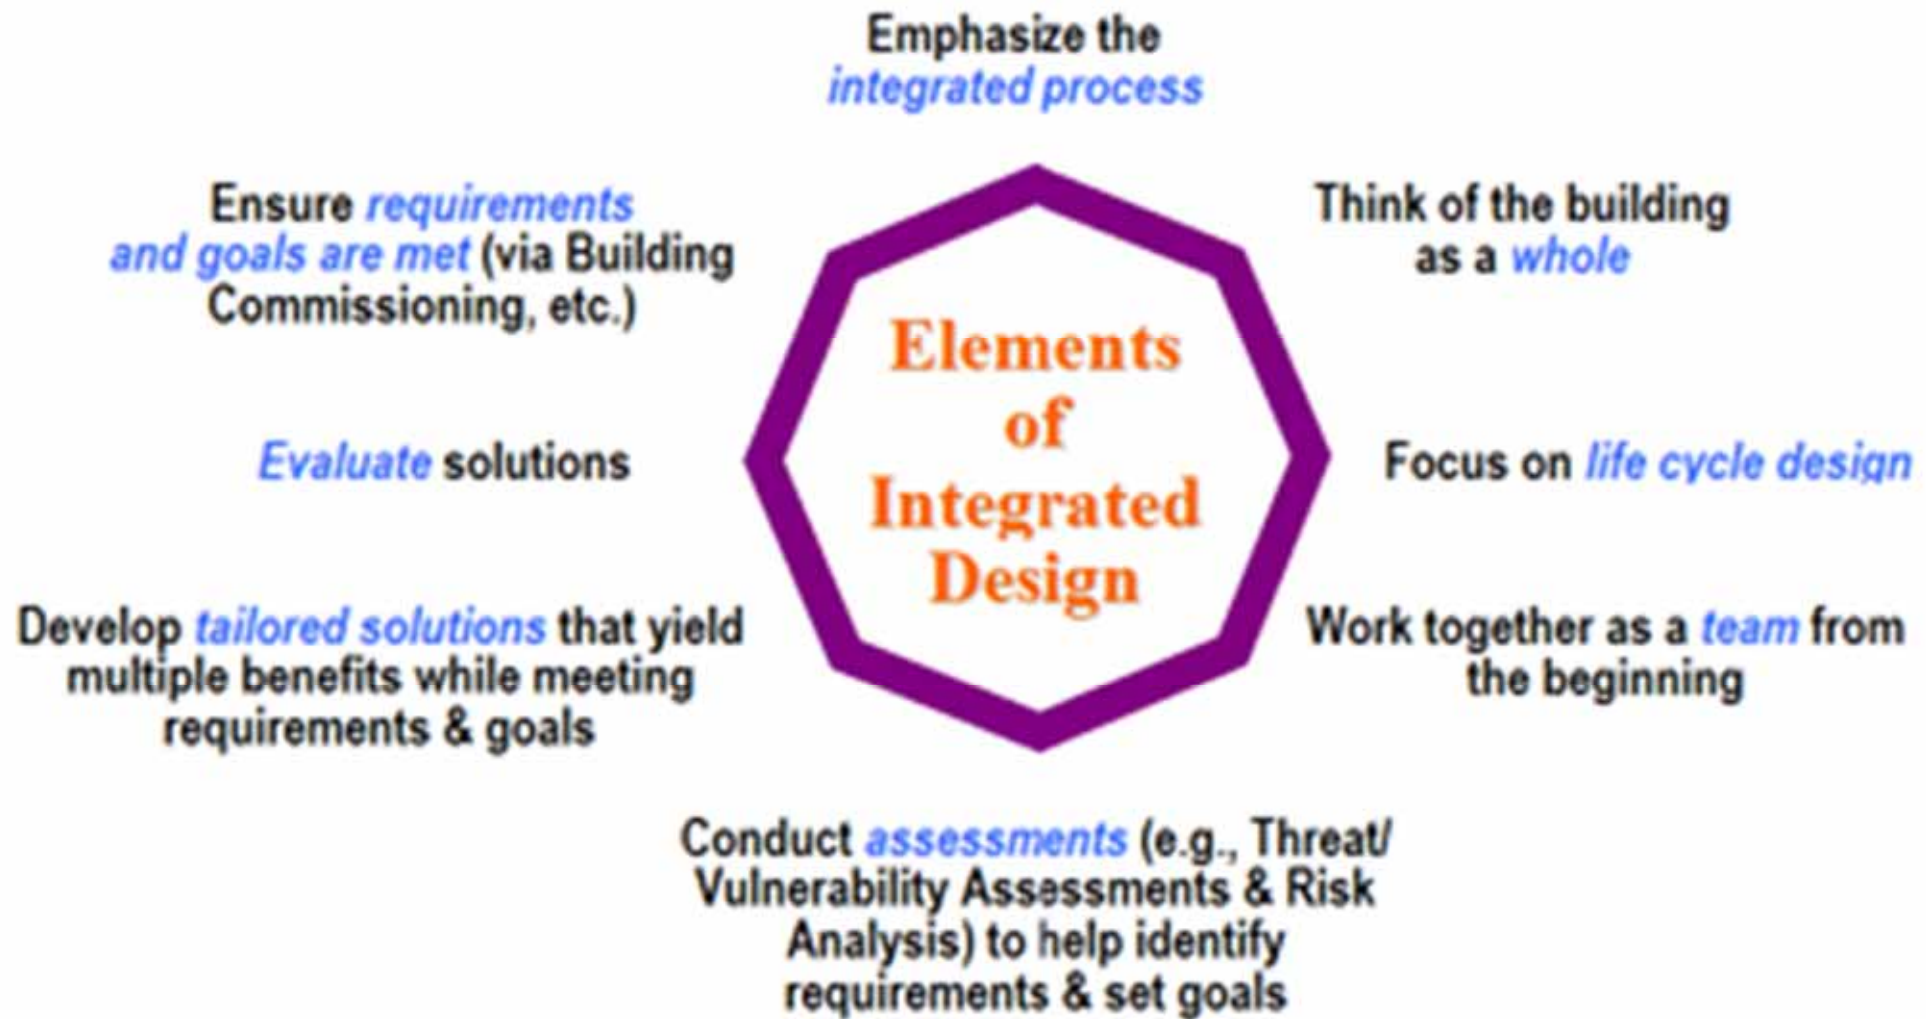 Emphasize the
integrated process
Think of the building
as a whole
Focus on life cycle design
Work together as a team from
the beginning
Conduct assessments (e.g., Threat/
Vulnerability Assessments & Risk
Analysis) to help identify
requirements & set goals
Develop tailored solutions that yield
multiple benefits while meeting
requirements & goals
Evaluate solutions
Ensure requirements
and goals are met (via Building
Commissioning, etc.)
Elements
of
Integrated
Design